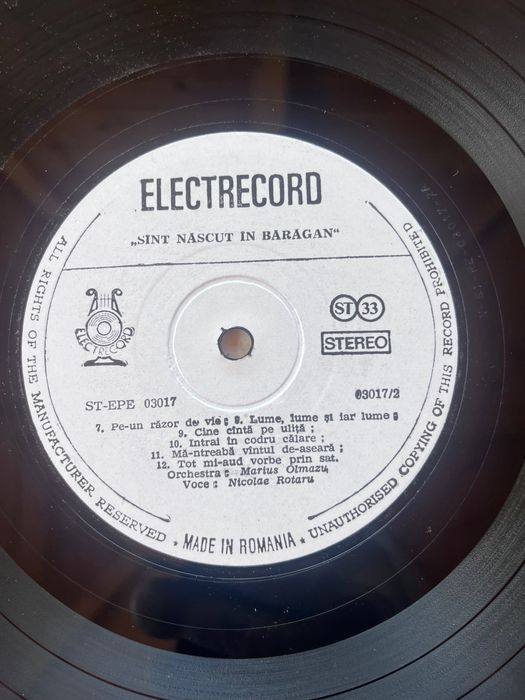 ELECTRECORD
„SINT NĂSCUT IN BĂRĂGAN“
ELECTRECORD
ST 33
STEREO
ST-EPE 03017
03017/2
7. Pe-un răzor de vie; 8. Lume, lume și iar lume;
9. Cine cîntă pe uliță;
10. Intrai în codru călare;
11. Mă-ntreabă vîntul de-aseară;
12. Tot mi-aud vorbe prin sat.
Orchestra: Marius Olmazu
Voce: Nicolae Rotaru
ALL RIGHTS OF THE MANUFACTURER RESERVED ★ MADE IN ROMANIA ★ UNAUTHORISED COPYING OF THIS RECORD PROHIBITED